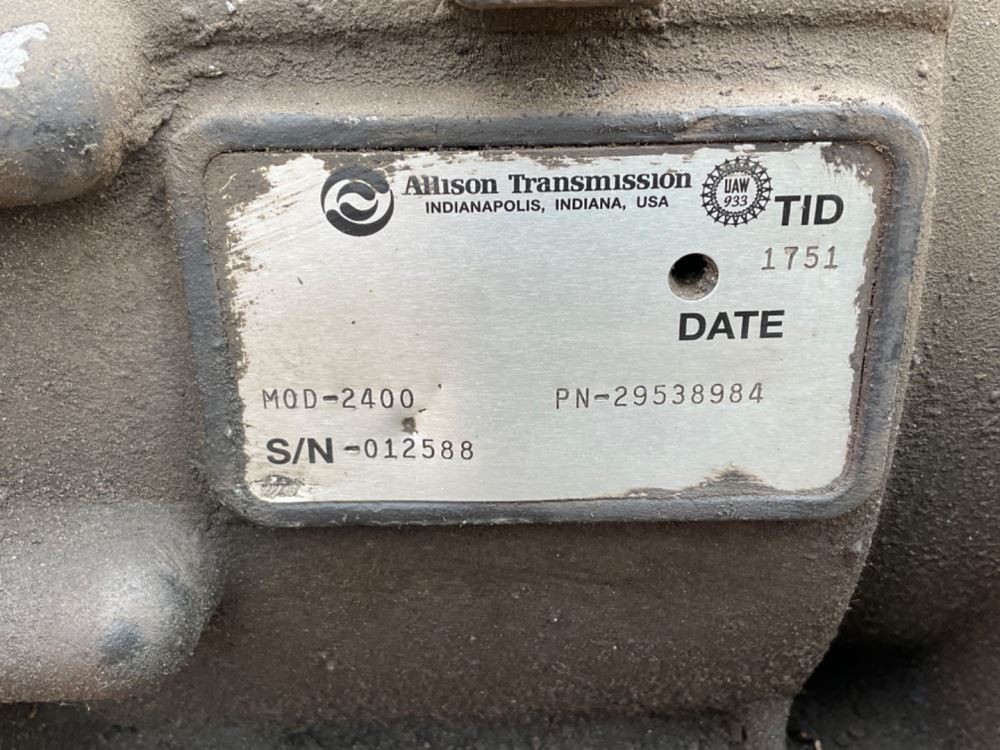 Allison Transmission
INDIANAPOLIS, INDIANA, USA
UAW
933
TID
1751
DATE
MOD-2400
PN-29538984
S/N-012588